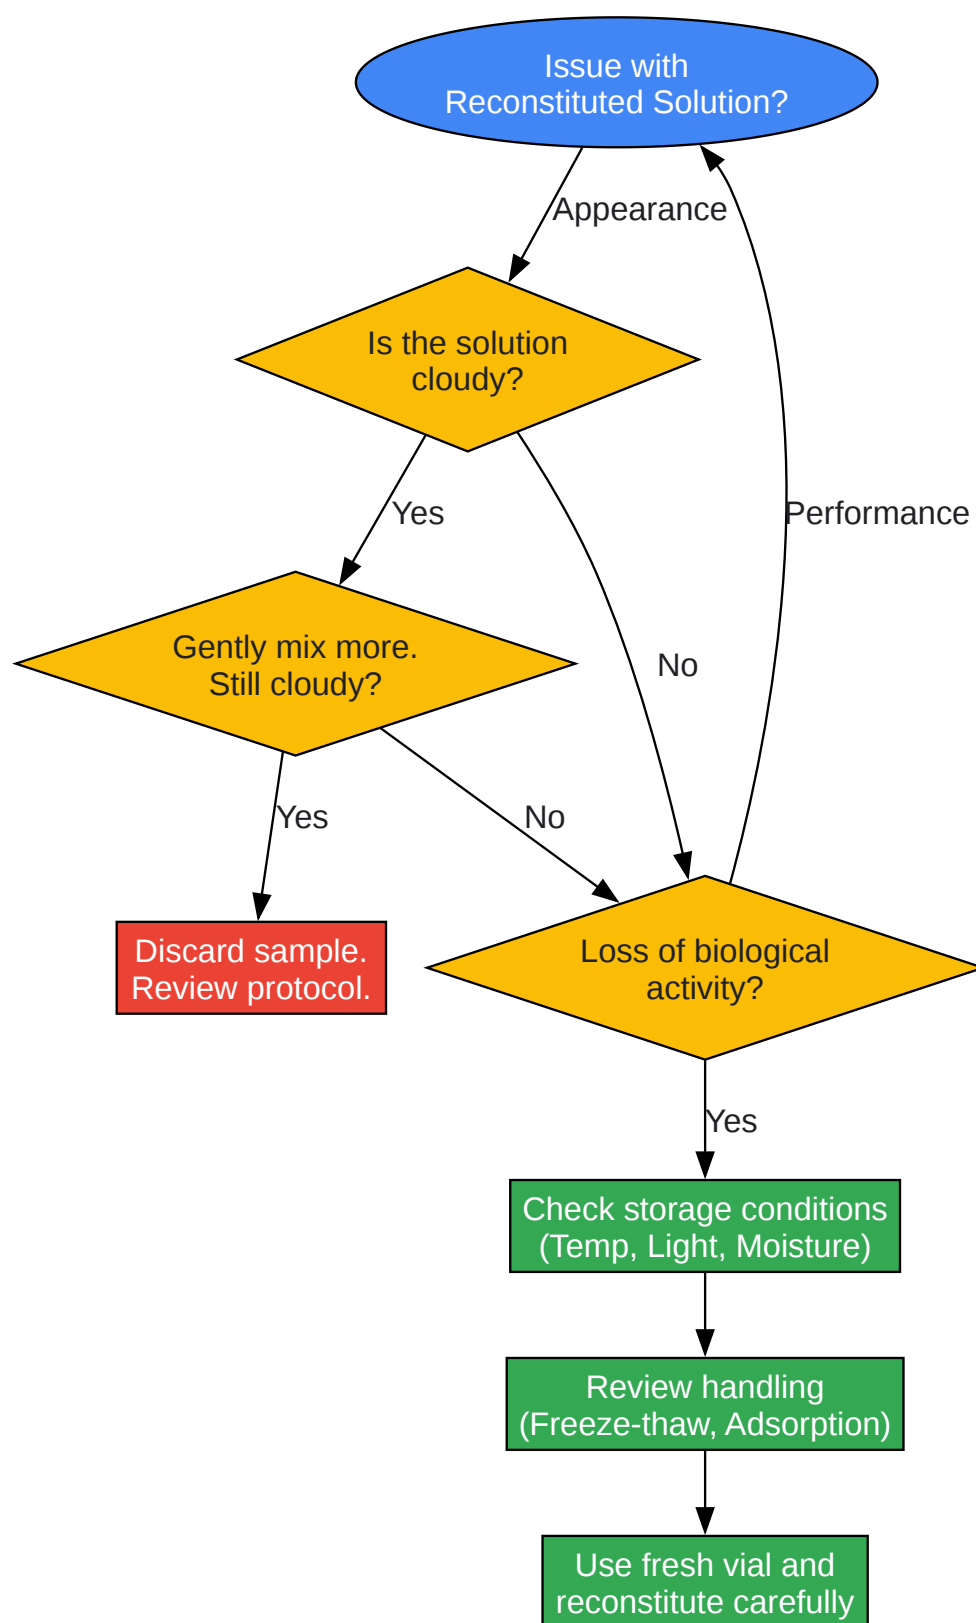 Issue with
Reconstituted Solution?
Appearance
Is the solution
cloudy?
Yes
Performance
Gently mix more.
Still cloudy?
No
Yes
No
Discard sample.
Review protocol.
Loss of biological
activity?
Yes
Check storage conditions
(Temp, Light, Moisture)
Review handling
(Freeze-thaw, Adsorption)
Use fresh vial and
reconstitute carefully